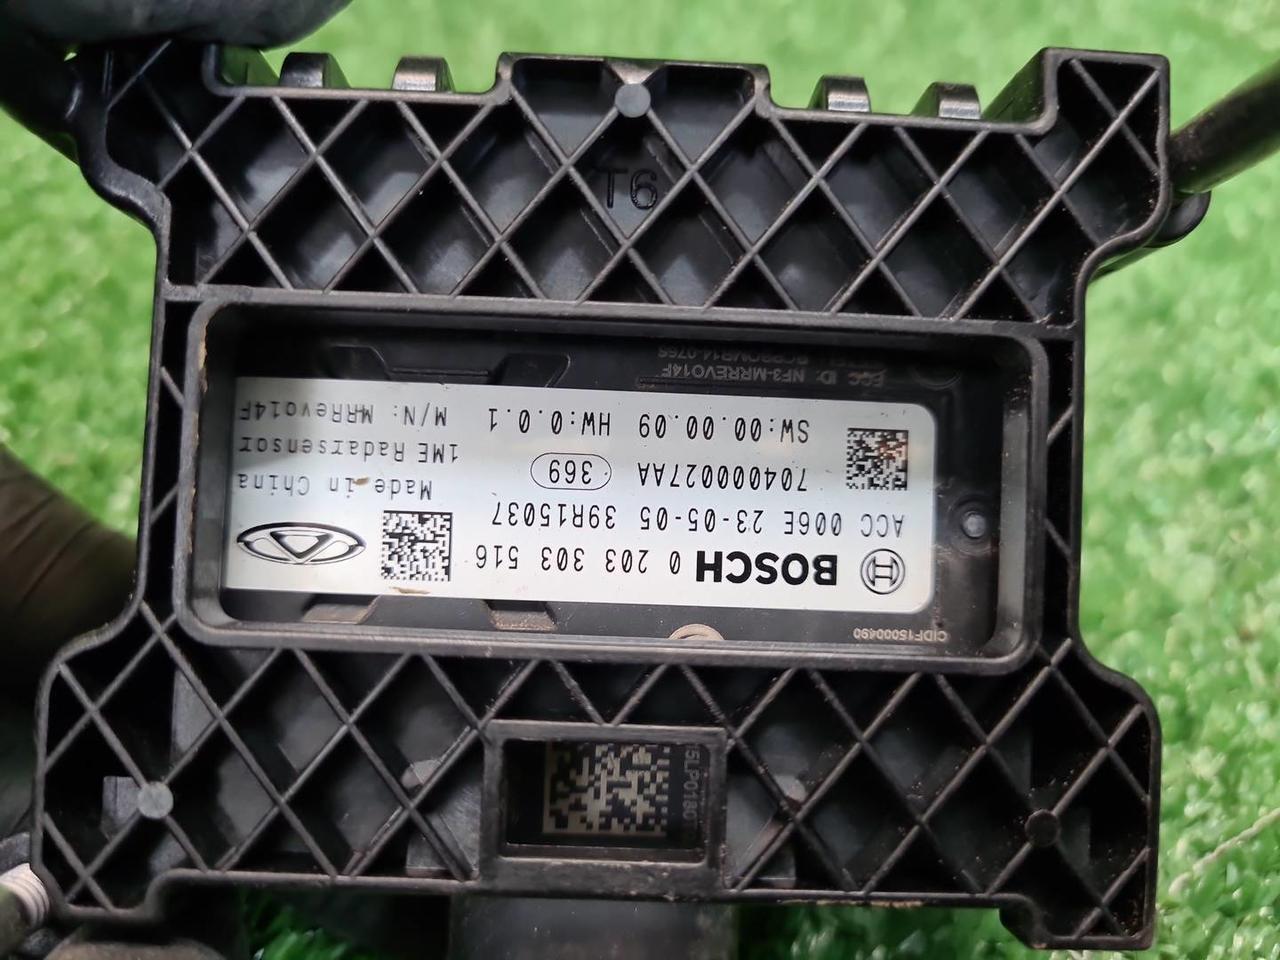 T6
BOSCH 0 203 303 516
ACC 006E 23-05-05 39R15037
704000027AA 369 Made in China
1ME Radarsensor
SW:00.00.09 HW:0.0.1 M/N: MRRevo14F
FCC ID: NF3-MRREVO14F
CIDF15000490